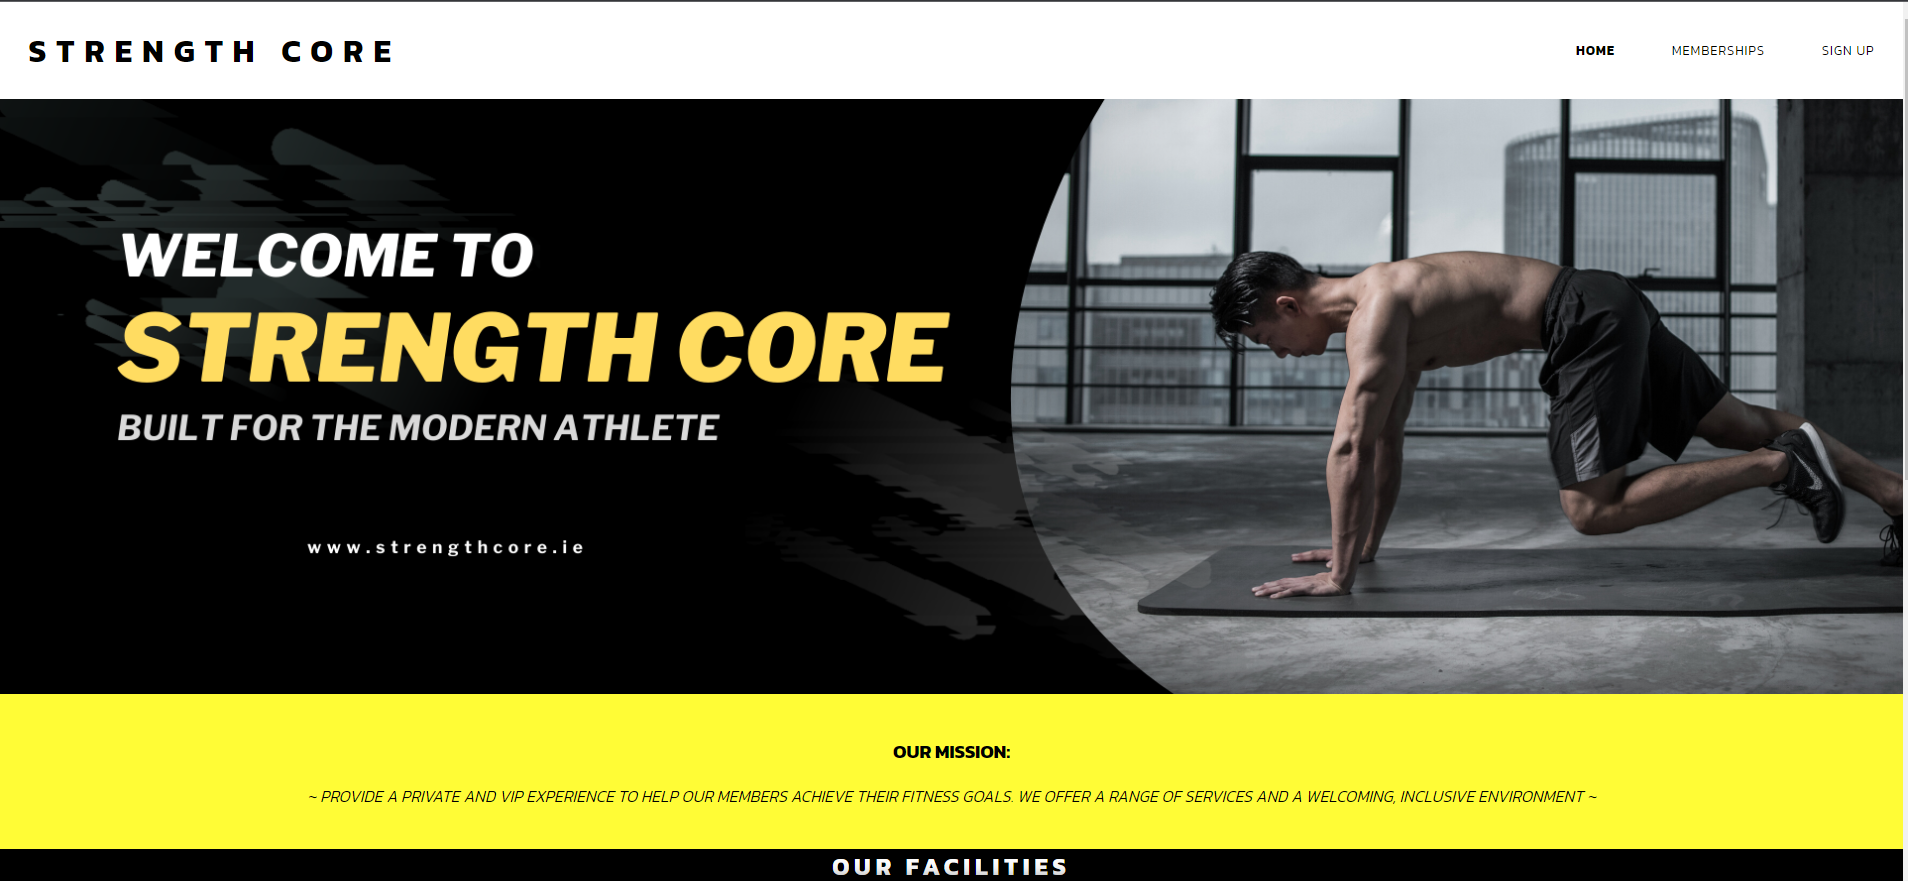 STRENGTH CORE
HOME MEMBERSHIPS SIGN UP
WELCOME TO
STRENGTH CORE
BUILT FOR THE MODERN ATHLETE
www.strengthcore.ie
OUR MISSION:
~ PROVIDE A PRIVATE AND VIP EXPERIENCE TO HELP OUR MEMBERS ACHIEVE THEIR FITNESS GOALS. WE OFFER A RANGE OF SERVICES AND A WELCOMING, INCLUSIVE ENVIRONMENT ~
OUR FACILITIES